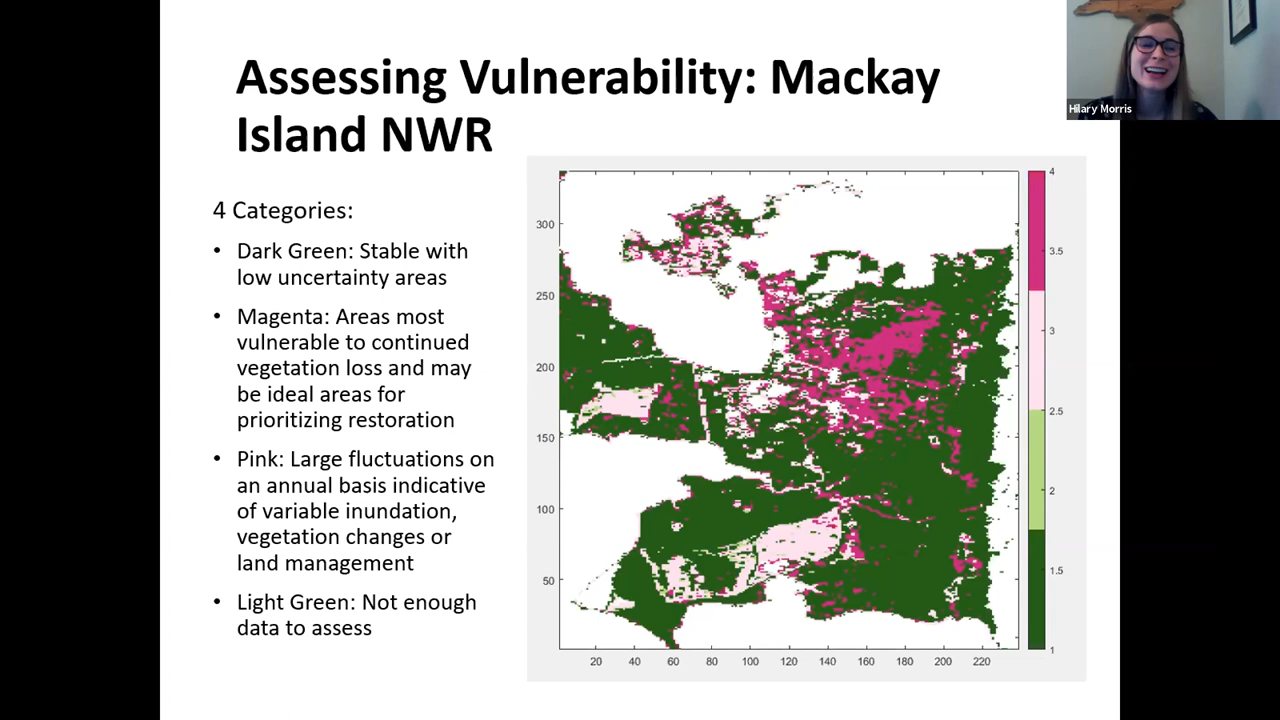 Assessing Vulnerability: Mackay
Island NWR
Hilary Morris
4 Categories:
• Dark Green: Stable with
low uncertainty areas
• Magenta: Areas most
vulnerable to continued
vegetation loss and may
be ideal areas for
prioritizing restoration
• Pink: Large fluctuations on
an annual basis indicative
of variable inundation,
vegetation changes or
land management
• Light Green: Not enough
data to assess
300
250
200
150
100
50
20 40 60 80 100 120 140 160 180 200 220
4
3.5
3
2.5
2
1.5
1